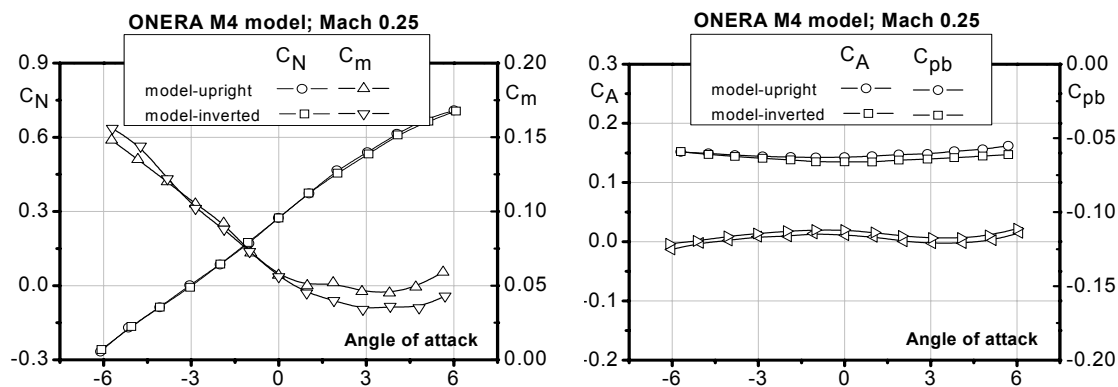 ONERA M4 model; Mach 0.25
C_N C_m
model-upright
model-inverted
0.9
0.6
0.3
0.0
-0.3
C_N
0.20
0.15
0.10
0.05
0.00
C_m
Angle of attack
-6 -3 0 3 6
ONERA M4 model; Mach 0.25
C_A C_pb
model-upright
model-inverted
0.3
0.2
0.1
0.0
-0.1
-0.2
C_A
0.00
-0.05
-0.10
-0.15
-0.20
C_pb
Angle of attack
-6 -3 0 3 6